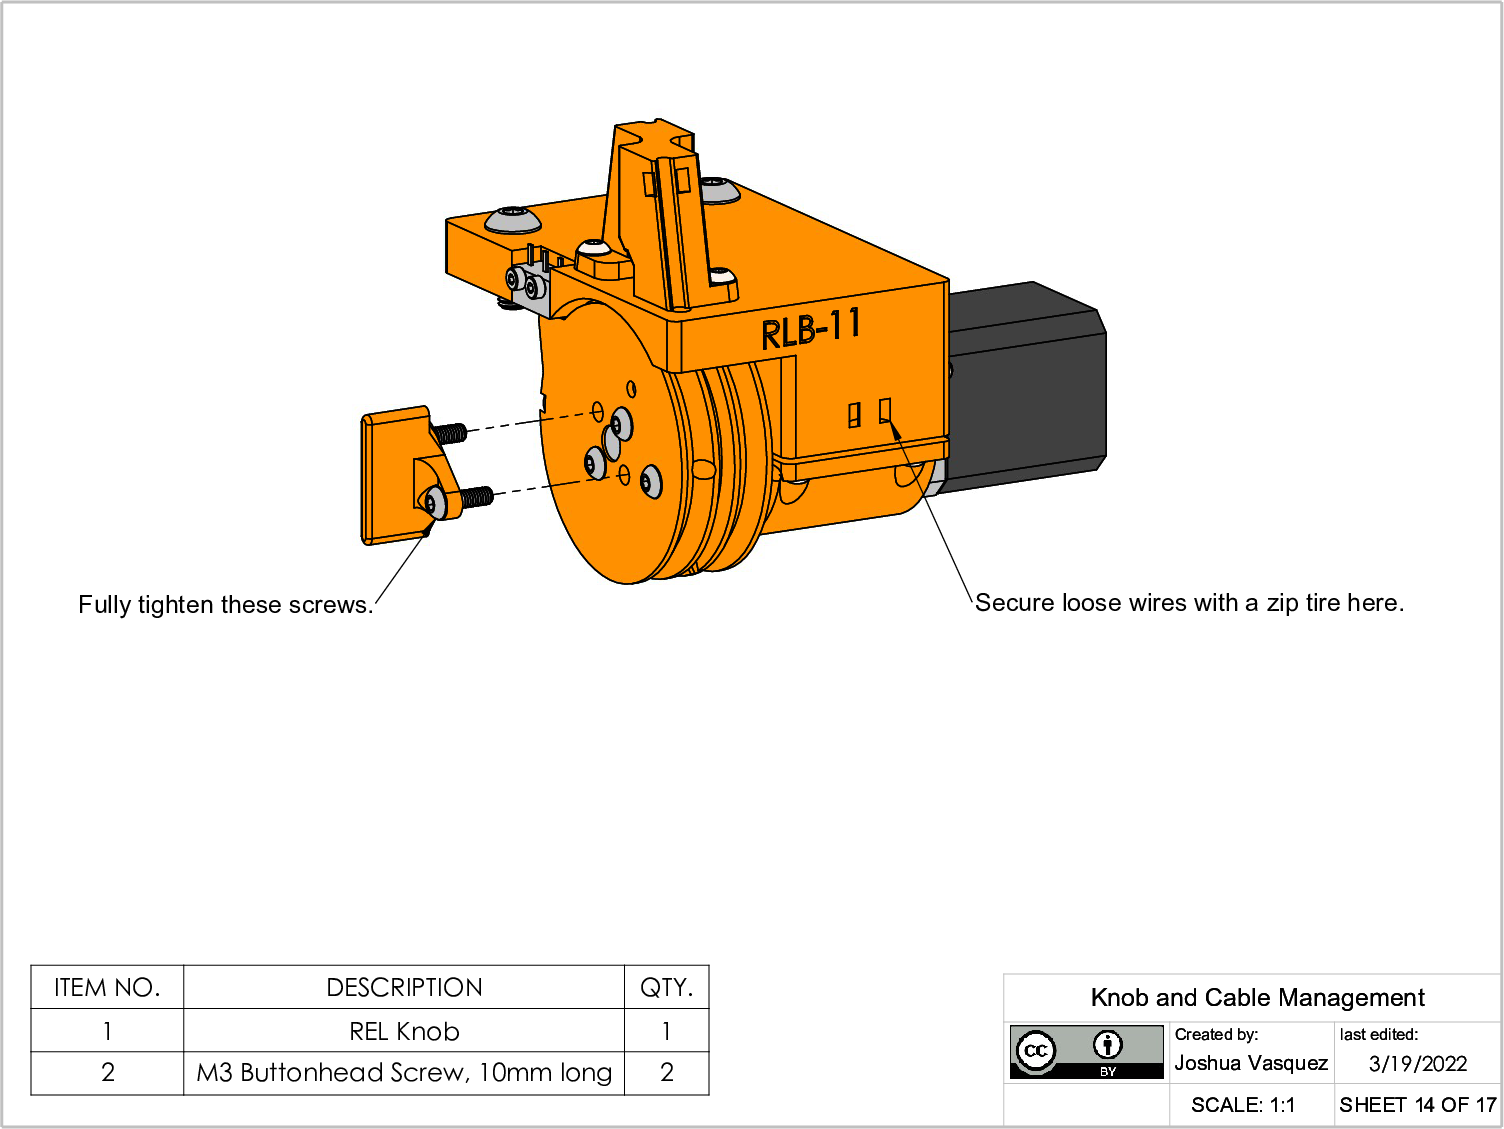 RLB-11
Fully tighten these screws.
Secure loose wires with a zip tire here.
ITEM NO. DESCRIPTION QTY.
1 REL Knob 1
2 M3 Buttonhead Screw, 10mm long 2
Knob and Cable Management
cc BY
Created by:
Joshua Vasquez
last edited:
3/19/2022
SCALE: 1:1
SHEET 14 OF 17